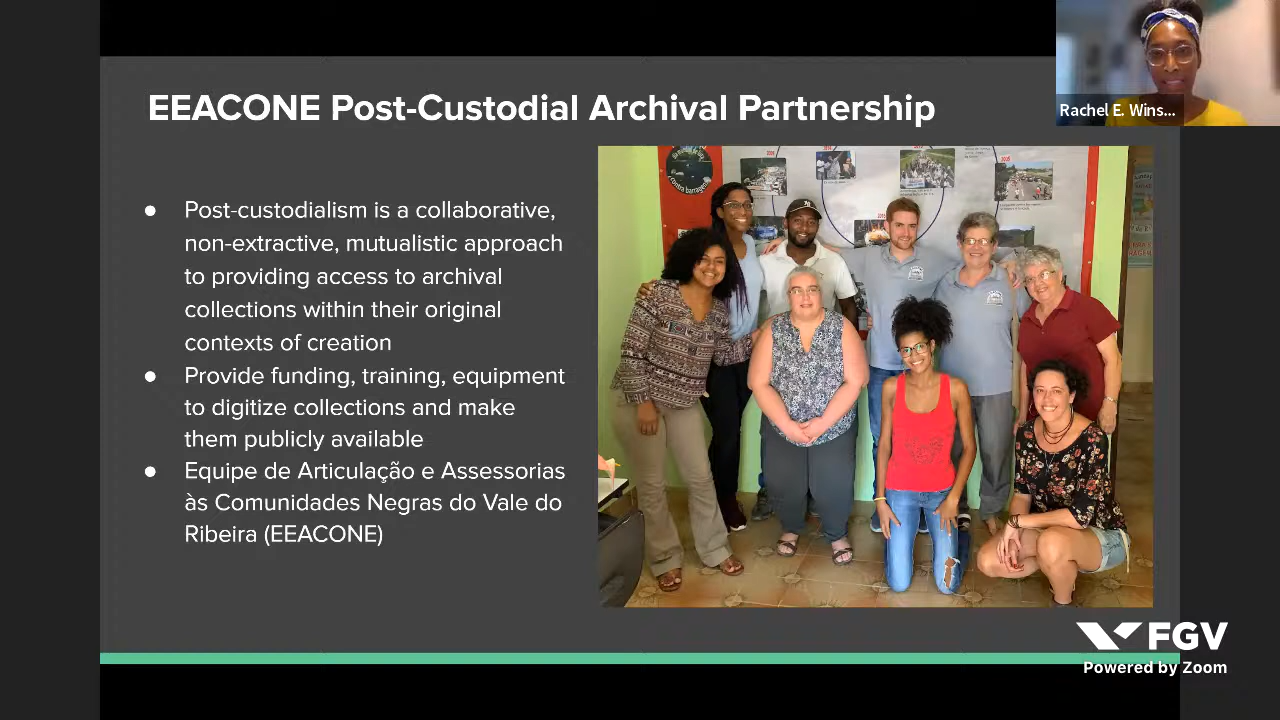 EEACONE Post-Custodial Archival Partnership
Rachel E. Wins...
● Post-custodialism is a collaborative,
non-extractive, mutualistic approach
to providing access to archival
collections within their original
contexts of creation
● Provide funding, training, equipment
to digitize collections and make
them publicly available
● Equipe de Articulação e Assessorias
às Comunidades Negras do Vale do
Ribeira (EEACONE)
contra barragens
FGV
Powered by Zoom